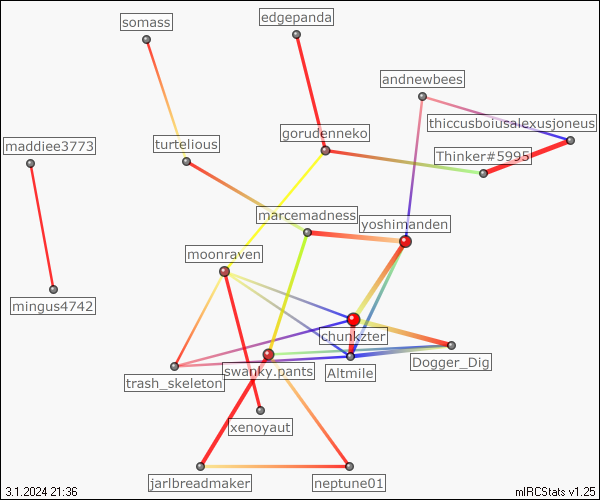 somass
edgepanda
andnewbees
thiccusboiusalexusjoneus
gorudenneko
maddiee3773
turtelious
Thinker#5995
marcemadness
yoshimanden
moonraven
mingus4742
chunkzter
swanky.pants
Altmile
Dogger_Dig
trash_skeleton
xenoyaut
jarlbreadmaker
neptune01
3.1.2024 21:36
mIRCStats v1.25